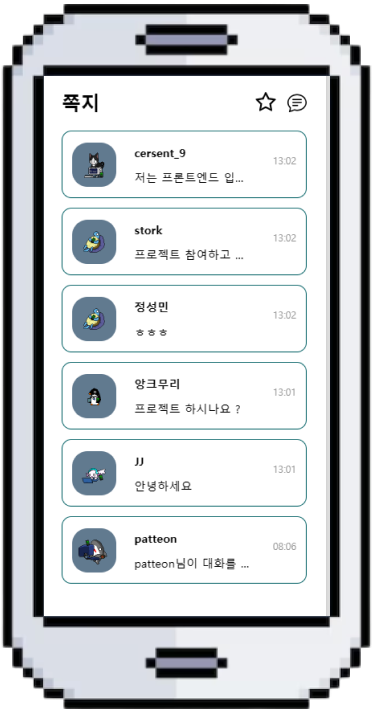 쪽지
cersent_9
13:02
저는 프론트엔드 입...
stork
13:02
프로젝트 참여하고 ...
정성민
13:02
ㅎㅎㅎ
앙크무리
13:01
프로젝트 하시나요 ?
JJ
13:01
안녕하세요
patteon
08:06
patteon님이 대화를 ...